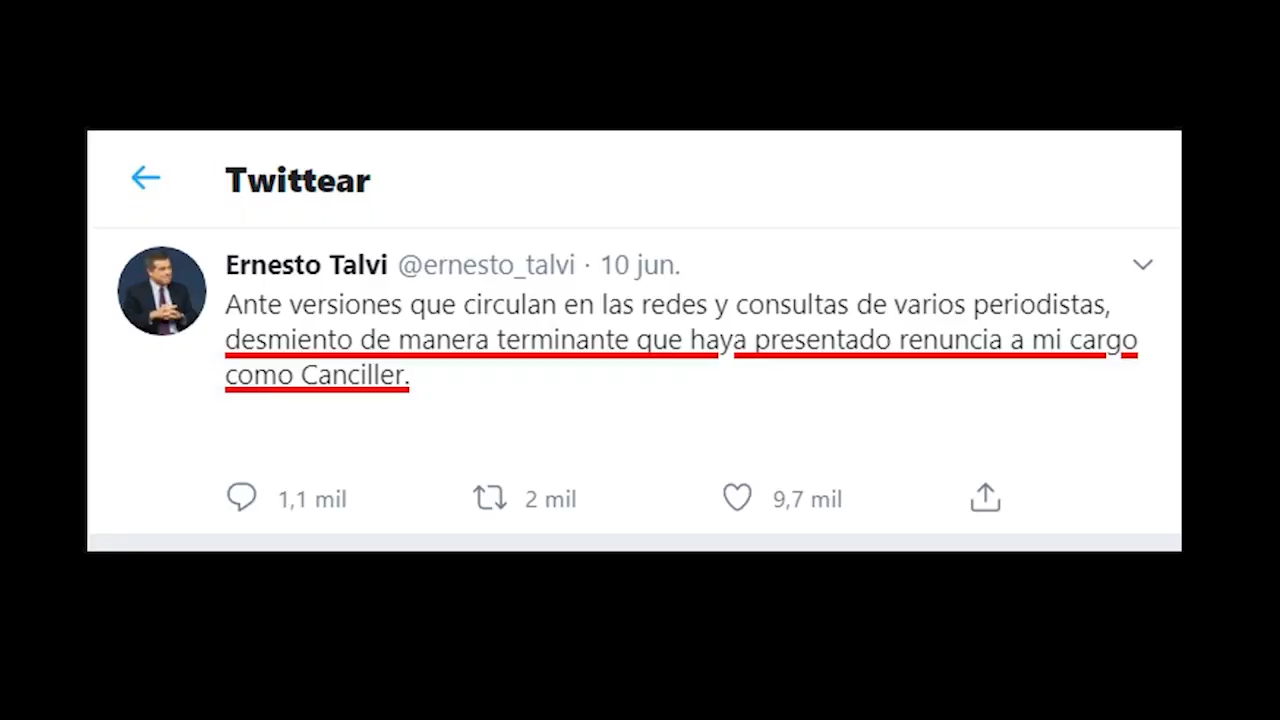 Twittear
Ernesto Talvi @ernesto_talvi · 10 jun.
Ante versiones que circulan en las redes y consultas de varios periodistas,
desmiento de manera terminante que haya presentado renuncia a mi cargo
como Canciller.
1,1 mil 2 mil 9,7 mil